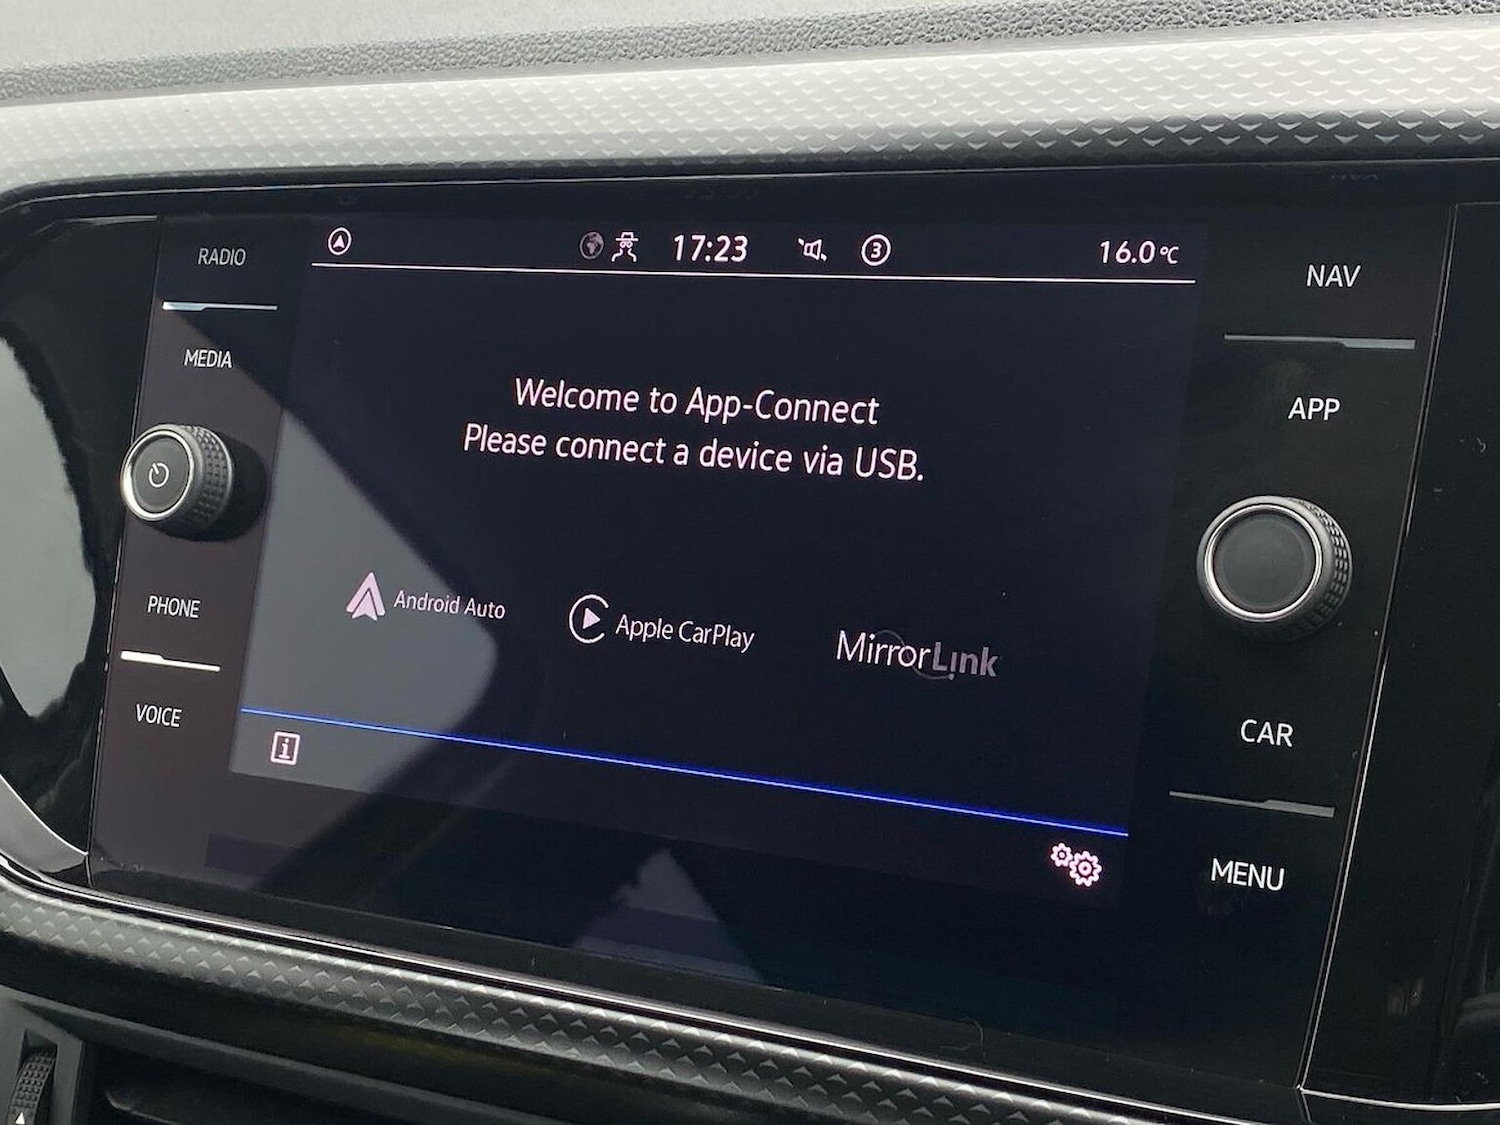 RADIO
17:23
3
16.0°C
NAV
MEDIA
APP
Welcome to App-Connect
Please connect a device via USB.
Android Auto
Apple CarPlay
MirrorLink
PHONE
VOICE
CAR
i
MENU